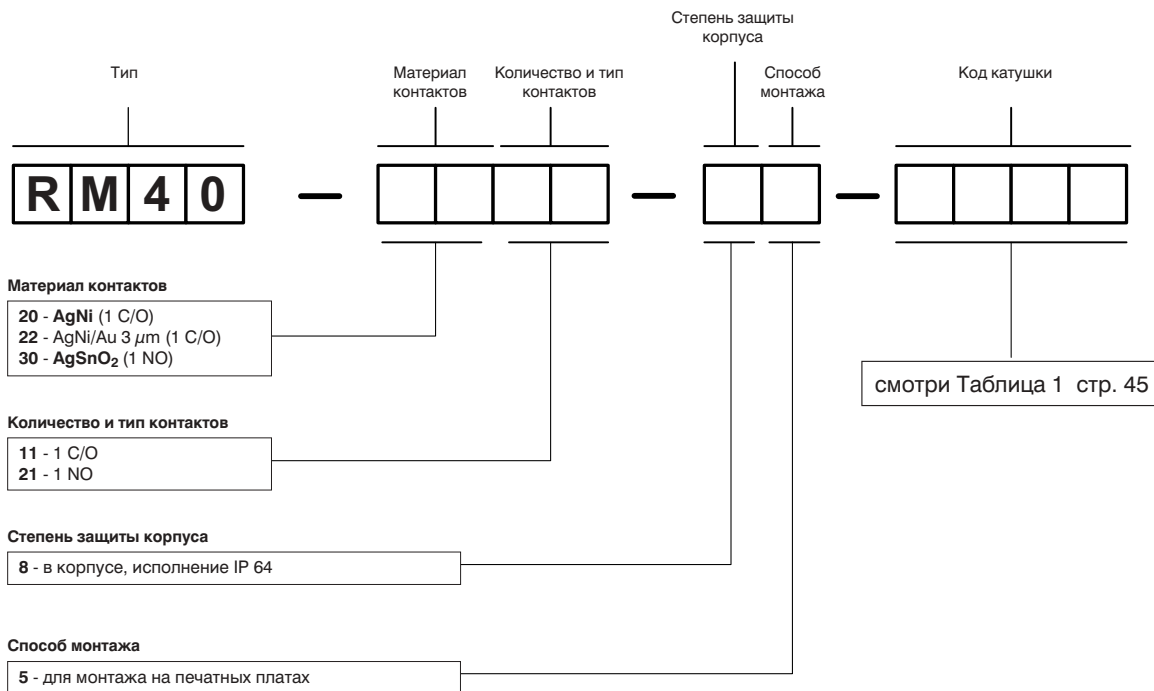 Степень защиты
корпуса
Тип
Материал
контактов
Количество и тип
контактов
Способ
монтажа
Код катушки
RM40 — — —
Материал контактов
20 - AgNi (1 C/O)
22 - AgNi/Au 3 µm (1 C/O)
30 - AgSnO₂ (1 NO)
смотри Таблица 1 стр. 45
Количество и тип контактов
11 - 1 C/O
21 - 1 NO
Степень защиты корпуса
8 - в корпусе, исполнение IP 64
Способ монтажа
5 - для монтажа на печатных платах